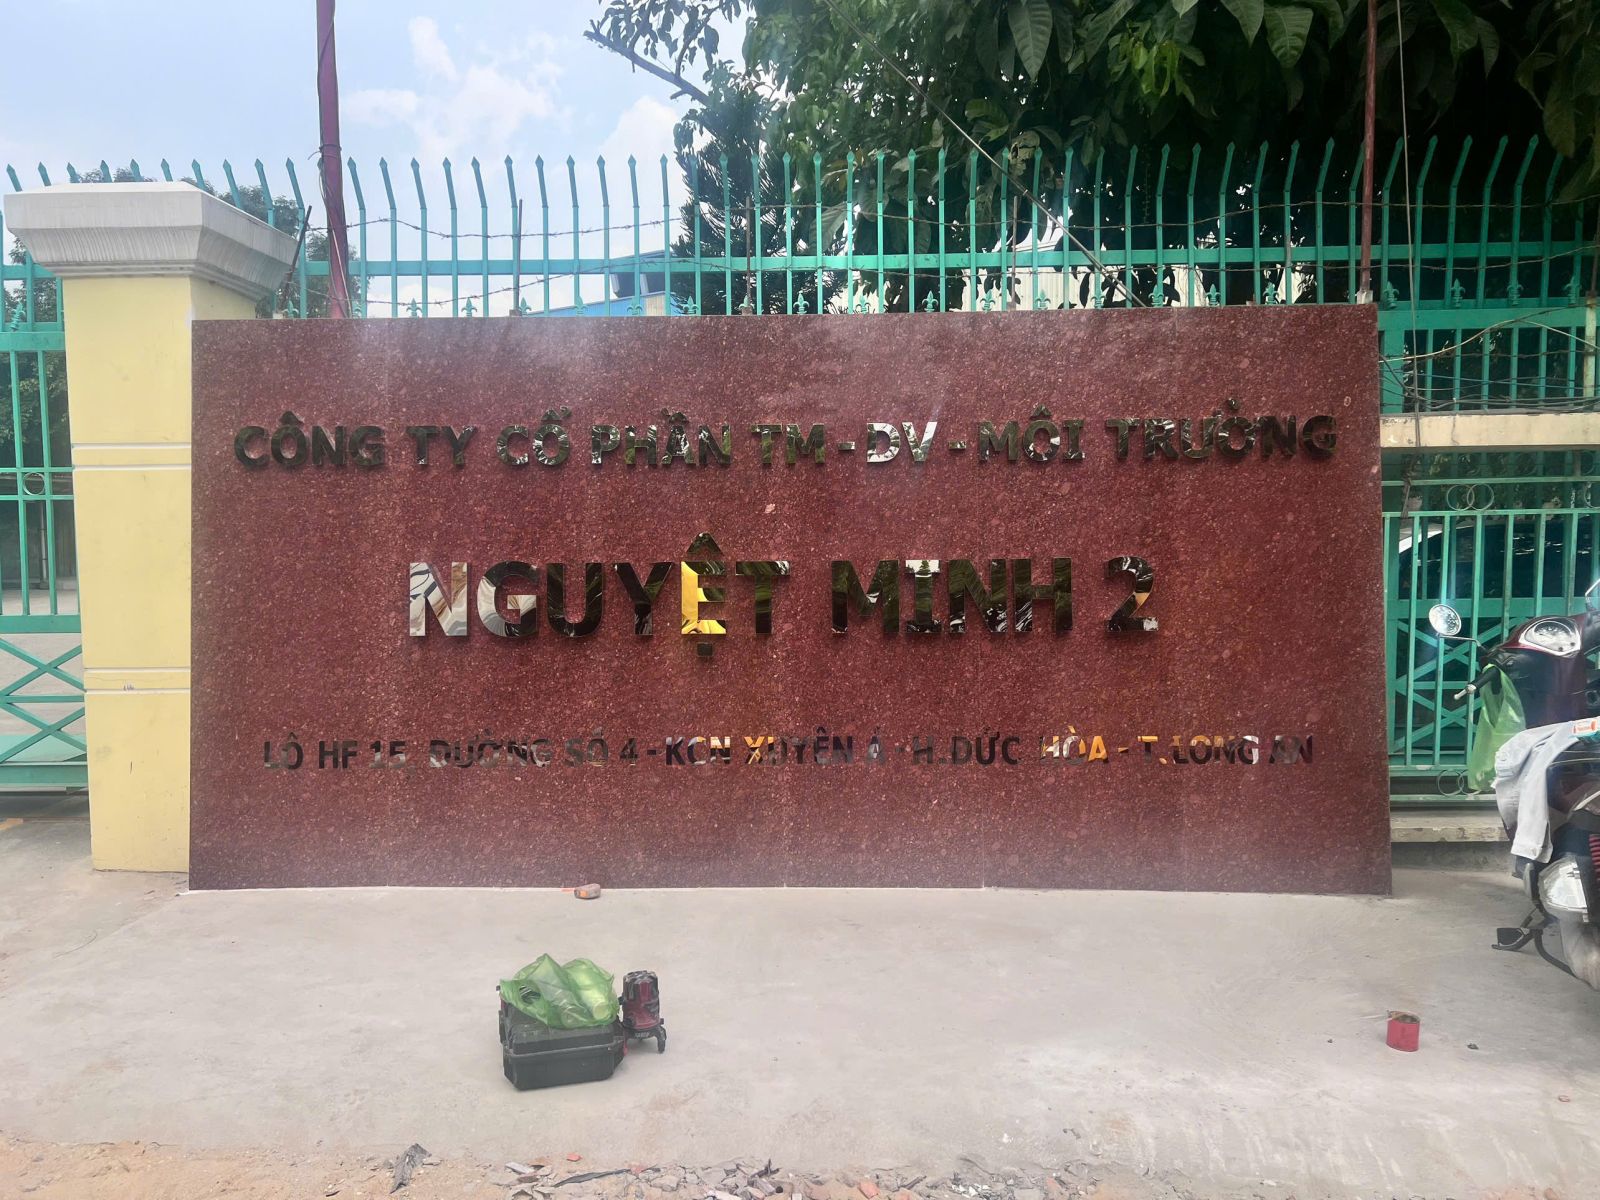 CÔNG TY CỔ PHẦN TM - DV - MÔI TRƯỜNG
NGUYỆT MINH 2
LÔ HF 15, ĐƯỜNG SỐ 4 - KCN XUYÊN Á - H.ĐỨC HÒA - T.LONG AN